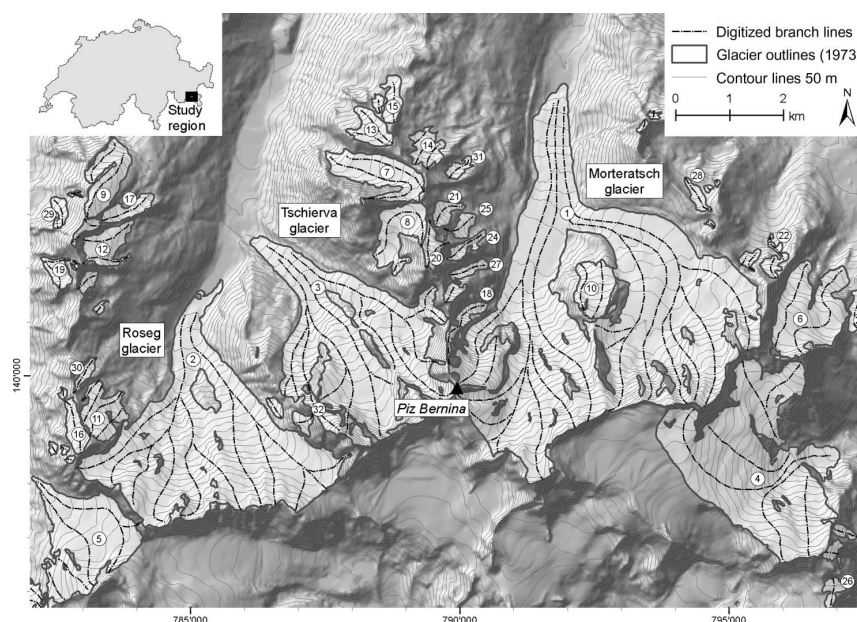 Study
region
Digitized branch lines
Glacier outlines (1973
Contour lines 50 m
0 1 2
km
N
15
13
14
31
7
Morteratsch
glacier
28
9
17
29
21
25
1
Tschierva
glacier
8
24
22
12
20
19
27
3
10
18
6
Roseg
glacier
2
140'000
30
Piz Bernina
32
11
16
4
5
26
785'000
790'000
795'000